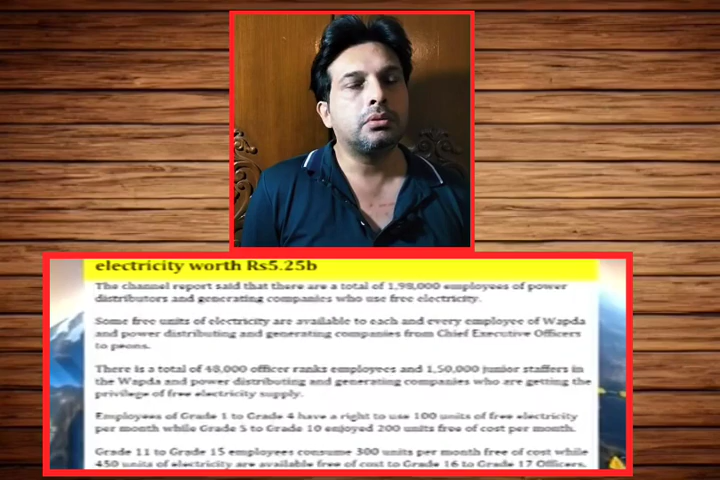 electricity worth Rs5.25b
The channel report said that there are a total of 1,98,000 employees of power
distributors and generating companies who use free electricity.
Some free units of electricity are available to each and every employee of Wapda
and power distributing and generating companies from Chief Executive Officers
to peons.
There is a total of 48,000 officer ranks employees and 1,50,000 junior staffers in
the Wapda and power distributing and generating companies who are getting the
privilege of free electricity supply.
Employees of Grade 1 to Grade 4 have a right to use 100 units of free electricity
per month while Grade 5 to Grade 10 enjoyed 200 units free of cost per month.
Grade 11 to Grade 15 employees consume 300 units per month free of cost while
450 units of electricity are available free of cost to Grade 16 to Grade 17 Officers.